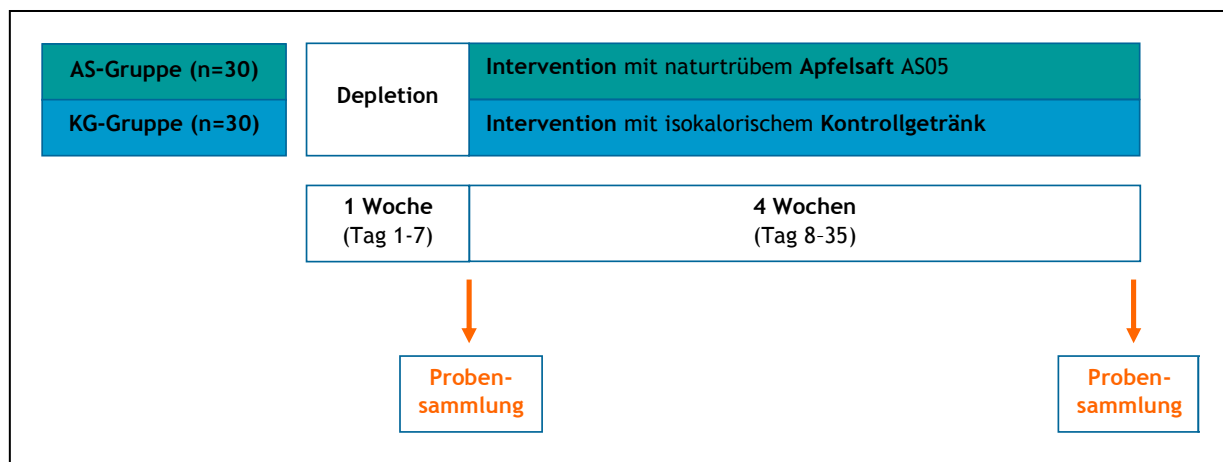 AS-Gruppe (n=30)
KG-Gruppe (n=30)
Depletion
Intervention mit naturtrübem Apfelsaft AS05
Intervention mit isokalorischem Kontrollgetränk
1 Woche
(Tag 1-7)
4 Wochen
(Tag 8-35)
Proben-
sammlung
Proben-
sammlung